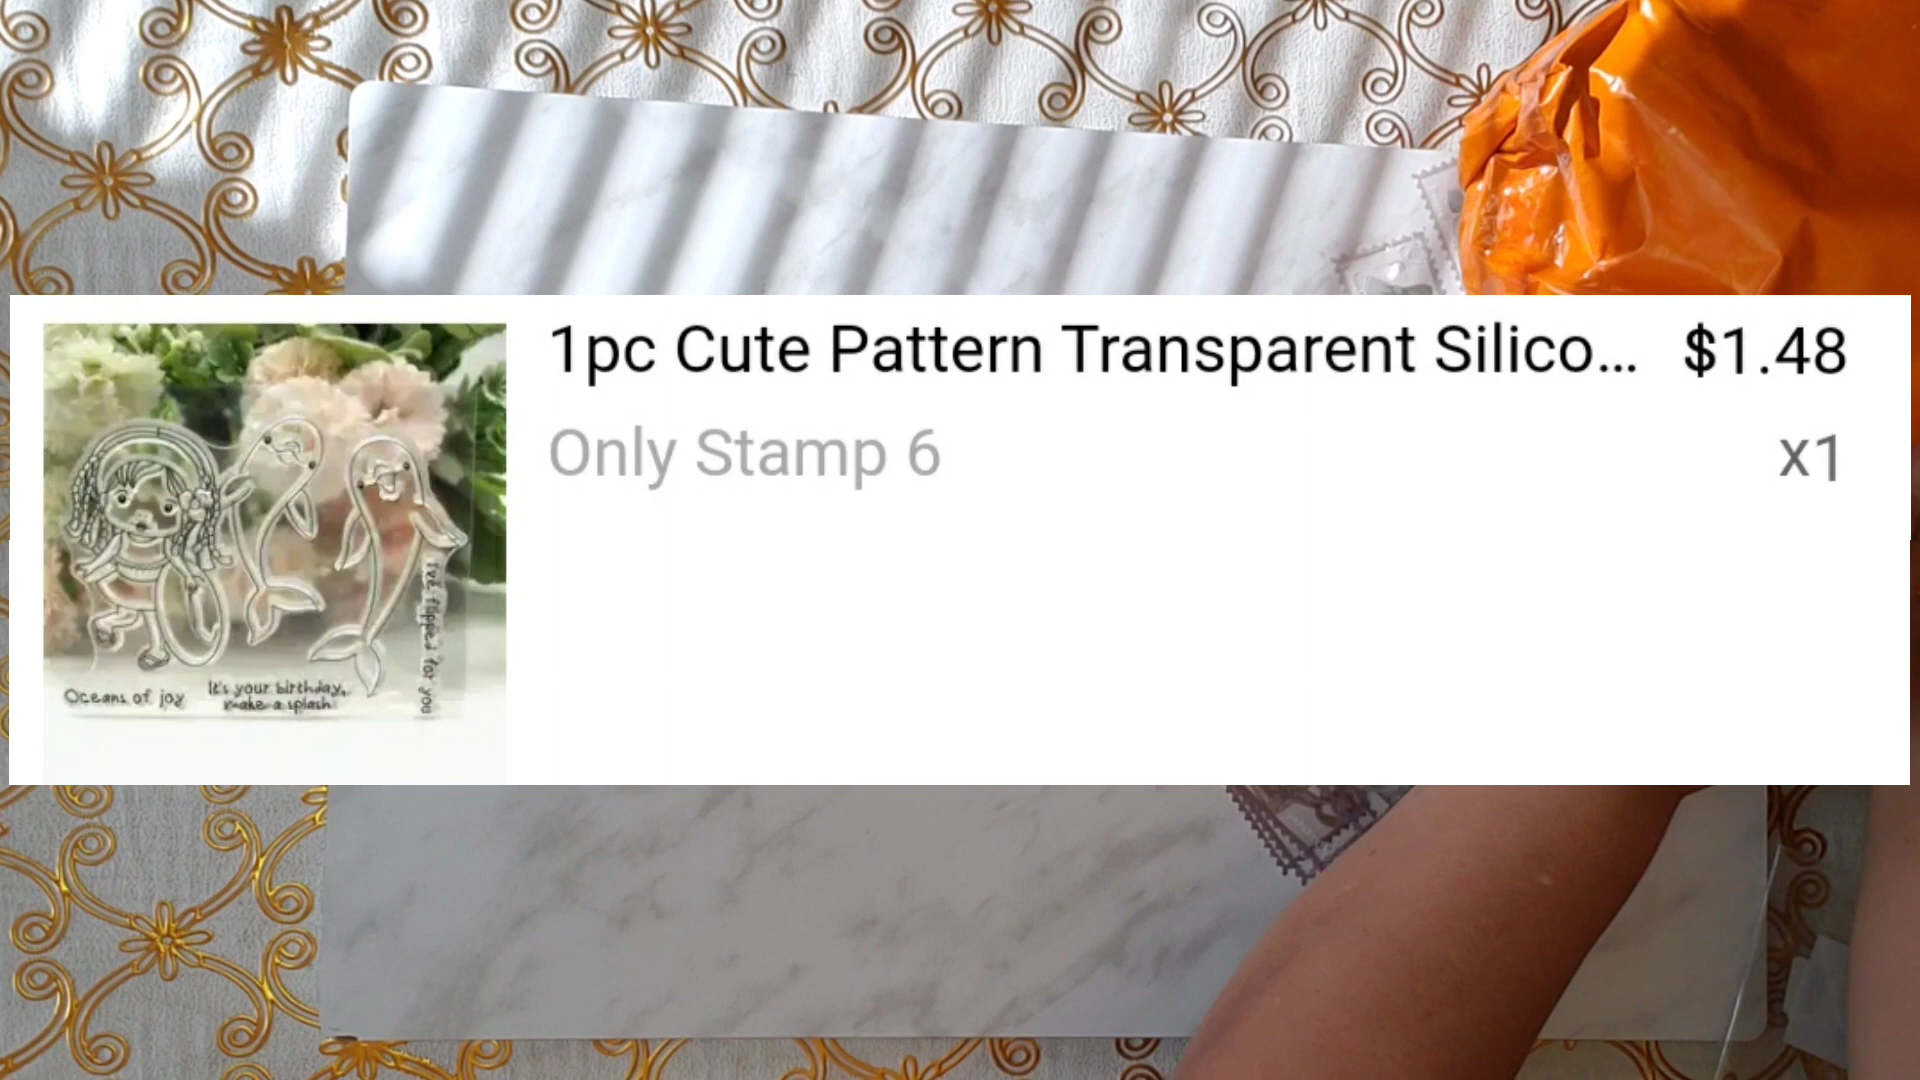 1pc Cute Pattern Transparent Silico... $1.48
Only Stamp 6 x1
Oceans of joy
It's your birthday,
make a splash
I've flipped for you